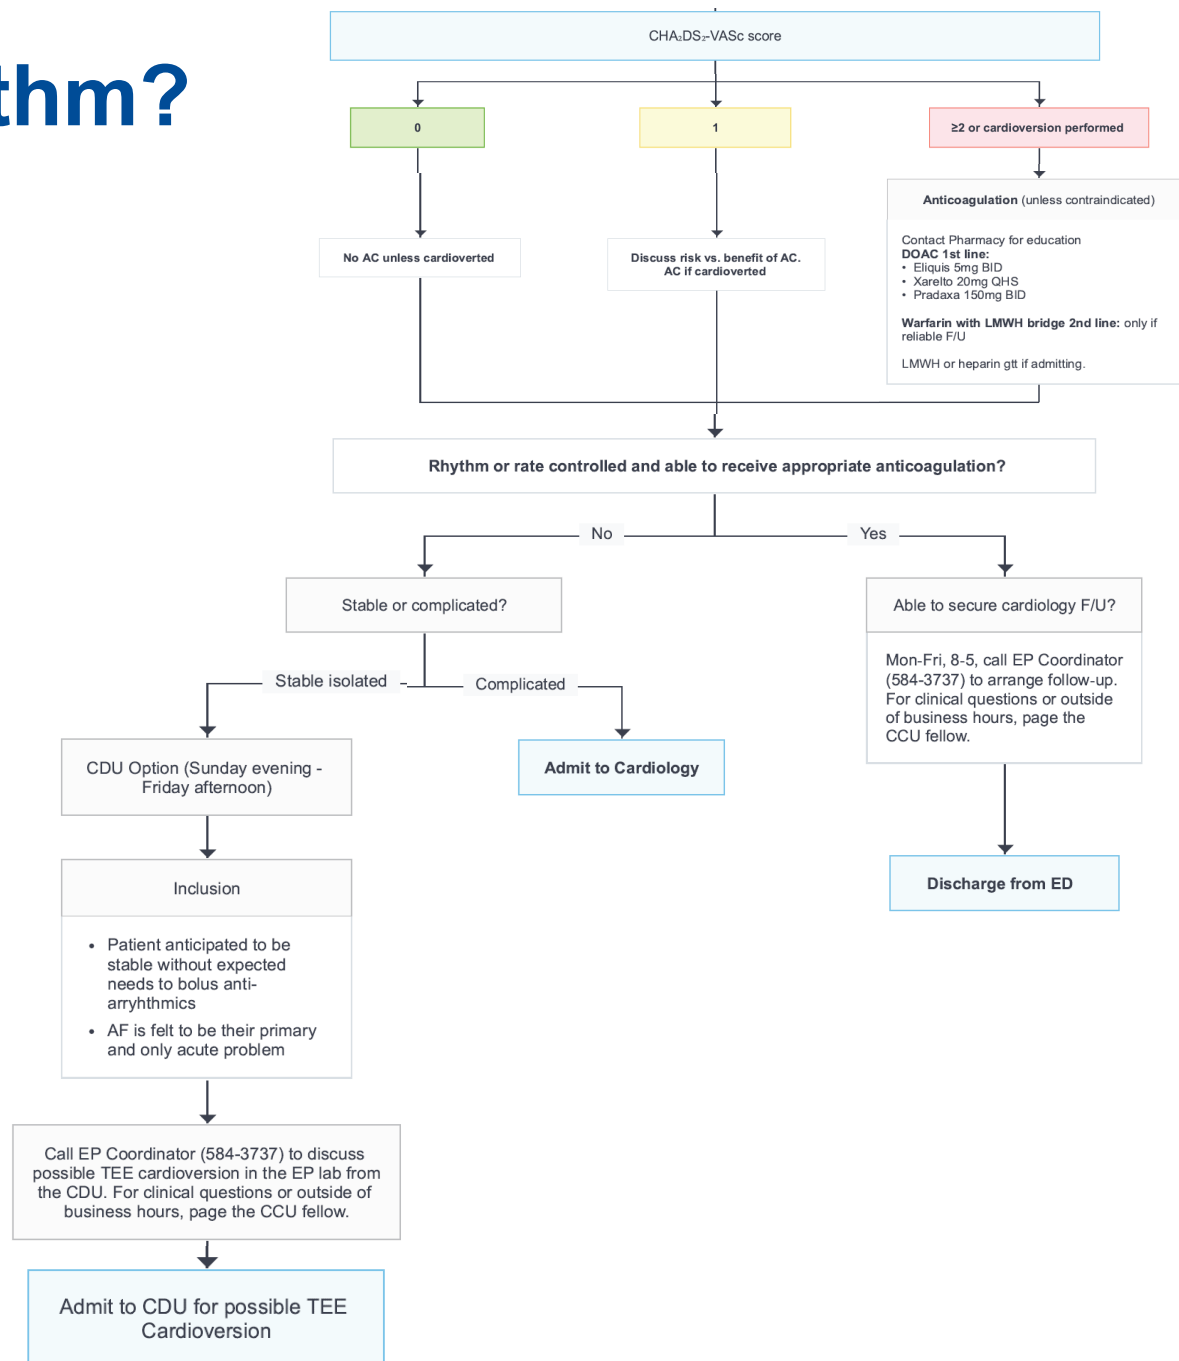 thm?
CHA₂DS₂-VASc score
0
1
≥2 or cardioversion performed
Anticoagulation (unless contraindicated)
Contact Pharmacy for education
DOAC 1st line:
• Eliquis 5mg BID
• Xarelto 20mg QHS
• Pradaxa 150mg BID
Warfarin with LMWH bridge 2nd line: only if
reliable F/U
LMWH or heparin gtt if admitting.
No AC unless cardioverted
Discuss risk vs. benefit of AC.
AC if cardioverted
Rhythm or rate controlled and able to receive appropriate anticoagulation?
No
Yes
Stable or complicated?
Able to secure cardiology F/U?
Mon-Fri, 8-5, call EP Coordinator
(584-3737) to arrange follow-up.
For clinical questions or outside
of business hours, page the
CCU fellow.
Stable isolated
Complicated
CDU Option (Sunday evening -
Friday afternoon)
Admit to Cardiology
Discharge from ED
Inclusion
• Patient anticipated to be
stable without expected
needs to bolus anti-
arryhthmics
• AF is felt to be their primary
and only acute problem
Call EP Coordinator (584-3737) to discuss
possible TEE cardioversion in the EP lab from
the CDU. For clinical questions or outside of
business hours, page the CCU fellow.
Admit to CDU for possible TEE
Cardioversion